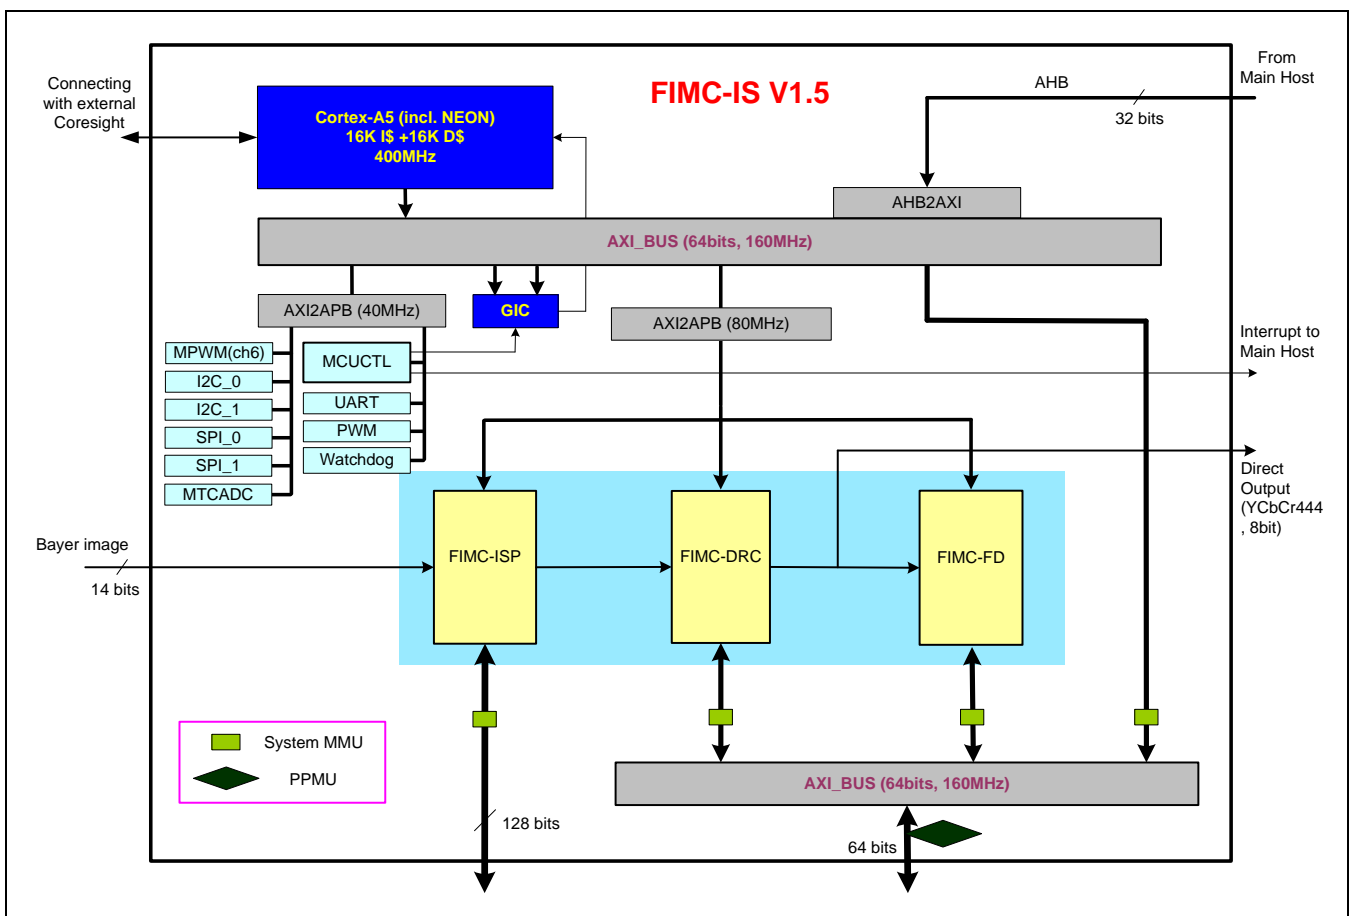 FIMC-IS V1.5
Connecting
with external
Coresight
Cortex-A5 (incl. NEON)
16K I$ +16K D$
400MHz
AHB
32 bits
From
Main Host
AHB2AXI
AXI_BUS (64bits, 160MHz)
AXI2APB (40MHz)
GIC
AXI2APB (80MHz)
MPWM(ch6)
I2C_0
I2C_1
SPI_0
SPI_1
MTCADC
MCUCTL
UART
PWM
Watchdog
Interrupt to
Main Host
Direct
Output
(YCbCr444
, 8bit)
Bayer image
14 bits
FIMC-ISP
FIMC-DRC
FIMC-FD
System MMU
PPMU
AXI_BUS (64bits, 160MHz)
128 bits
64 bits